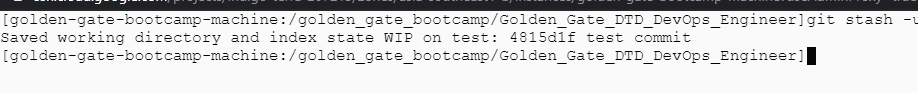 [golden-gate-bootcamp-machine:/golden_gate_bootcamp/Golden_Gate_DTD_DevOps_Engineer]git stash -u
Saved working directory and index state WIP on test: 4815d1f test commit
[golden-gate-bootcamp-machine:/golden_gate_bootcamp/Golden_Gate_DTD_DevOps_Engineer]